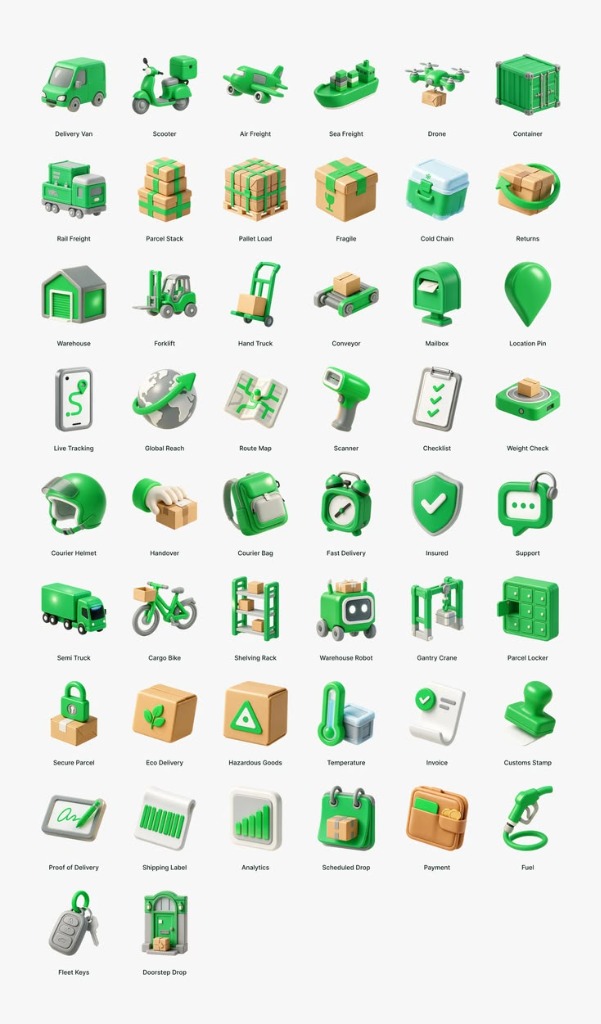 Delivery Van
Scooter
Air Freight
Sea Freight
Drone
Container
Rail Freight
Parcel Stack
Pallet Load
Fragile
Cold Chain
Returns
Warehouse
Forklift
Hand Truck
Conveyor
Mailbox
Location Pin
Live Tracking
Global Reach
Route Map
Scanner
Checklist
Weight Check
Courier Helmet
Handover
Courier Bag
Fast Delivery
Insured
Support
Semi Truck
Cargo Bike
Shelving Rack
Warehouse Robot
Gantry Crane
Parcel Locker
Secure Parcel
Eco Delivery
Hazardous Goods
Temperature
Invoice
Customs Stamp
Proof of Delivery
Shipping Label
Analytics
Scheduled Drop
Payment
Fuel
Fleet Keys
Doorstep Drop